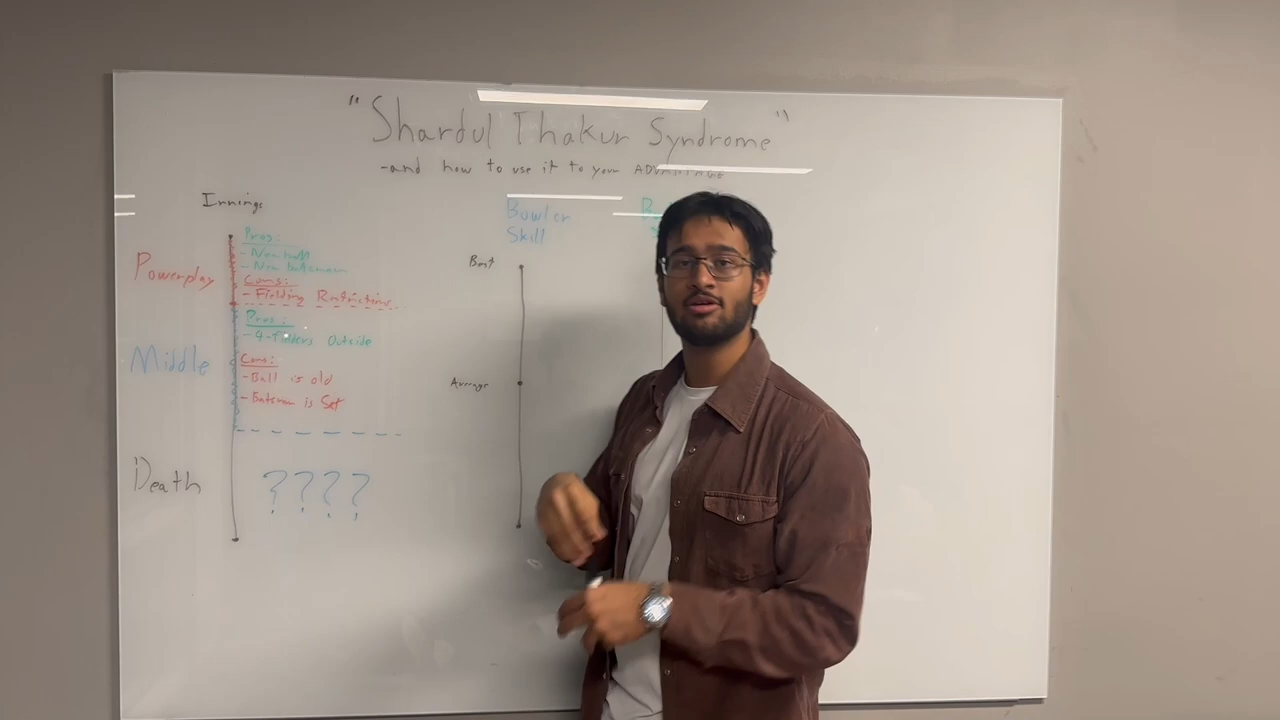 "Shardul Thakur Syndrome"
-and how to use it to your ADVANTAGE
Innings
Powerplay
Pros:
- New ball
- New batsman
Cons:
- Fielding Restrictions
Middle
Pros:
- 4-fielders Outside
Cons:
- Ball is old
- Batsman is Set
Death
????
Bowler
Skill
Best
Average